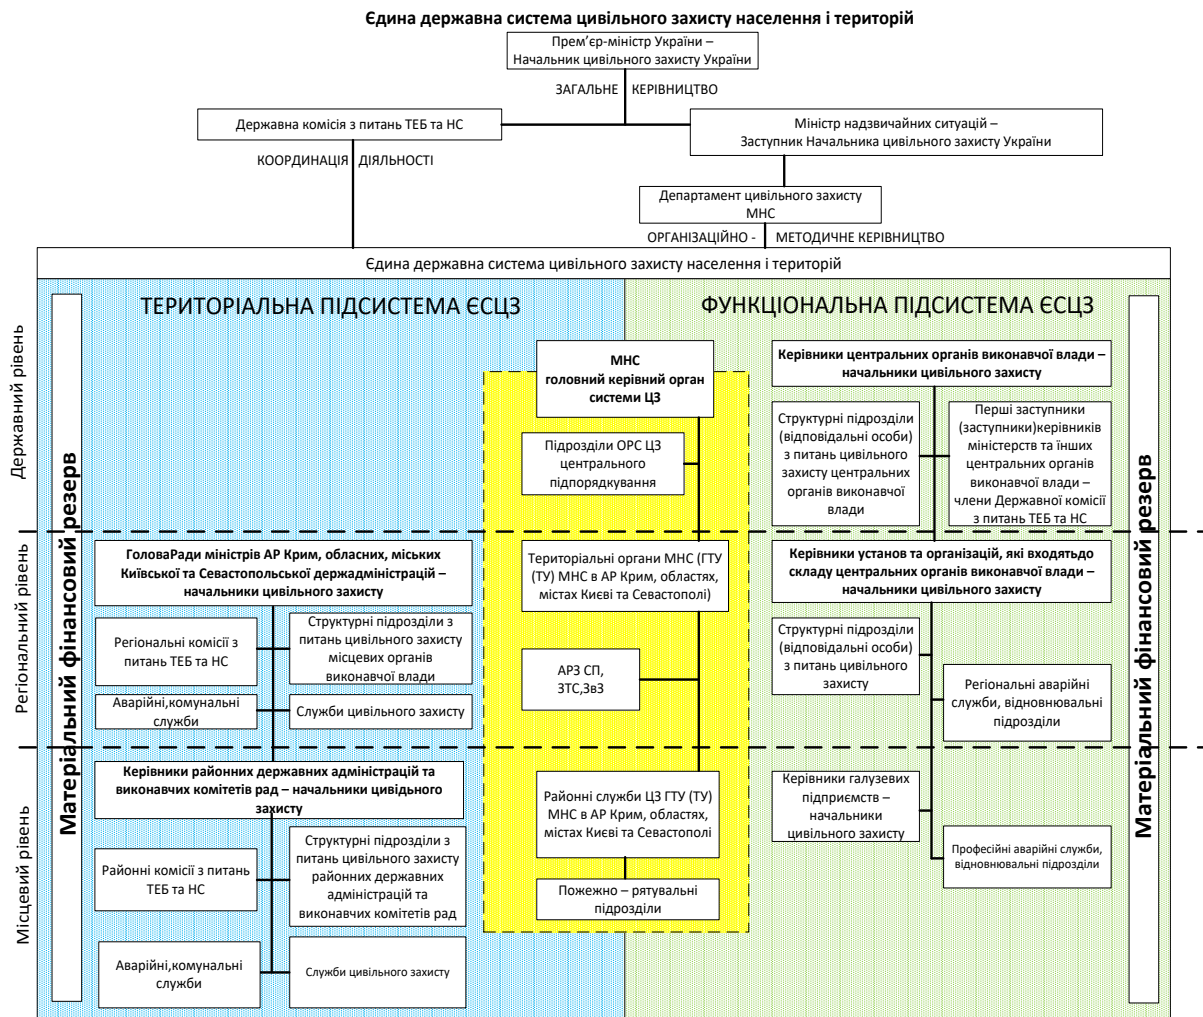 Єдина державна система цивільного захисту населення і територій
Прем’єр-міністр України –
Начальник цивільного захисту України
ЗАГАЛЬНЕ КЕРІВНИЦТВО
Державна комісія з питань ТЕБ та НС
Міністр надзвичайних ситуацій –
Заступник Начальника цивільного захисту України
КООРДИНАЦІЯ ДІЯЛЬНОСТІ
Департамент цивільного захисту
МНС
ОРГАНІЗАЦІЙНО - МЕТОДИЧНЕ КЕРІВНИЦТВО
Єдина державна система цивільного захисту населення і територій
ТЕРИТОРІАЛЬНА ПІДСИСТЕМА ЄСЦЗ
ФУНКЦІОНАЛЬНА ПІДСИСТЕМА ЄСЦЗ
Державний рівень
Регіональний рівень
Місцевий рівень
Матеріальний фінансовий резерв
ГоловаРади міністрів АР Крим, обласних, міських
Київської та Севастопольської держадміністрацій –
начальники цивільного захисту
Регіональні комісії з
питань ТЕБ та НС
Структурні підрозділи з
питань цивільного захисту
місцевих органів
виконавчої влади
Аварійні,комунальні
служби
Служби цивільного захисту
Керівники районних державних адміністрацій та
виконавчих комітетів рад – начальники цивідьного
захисту
Районні комісії з питань
ТЕБ та НС
Структурні підрозділи з
питань цивільного захисту
районних державних
адміністрацій та
виконавчих комітетів рад
Аварійні,комунальні
служби
Служби цивільного захисту
МНС
головний керівний орган
системи ЦЗ
Підрозділи ОРС ЦЗ
центрального
підпорядкування
Територіальні органи МНС (ГТУ
(ТУ) МНС в АР Крим, областях,
містах Києві та Севастополі)
АРЗ СП,
ЗТС,ЗвЗ
Районні служби ЦЗ ГТУ (ТУ)
МНС в АР Крим, областях,
містах Києві та Севастополі
Пожежно – рятувальні
підрозділи
Керівники центральних органів виконавчої влади –
начальники цивільного захисту
Структурні підрозділи
(відповідальні особи)
з питань цивільного
захисту центральних
органів виконавчої
влади
Перші заступники
(заступники)керівників
міністерств та їнших
центральних органів
виконавчої влади –
члени Державної комісії
з питань ТЕБ та НС
Керівники установ та організацій, які входятьдо
складу центральних органів виконавчої влади –
начальники цивільного захисту
Структурні підрозділи
(відповідальні особи)
з питань цивільного
захисту
Регіональні аварійні
служби, відновнювальні
підрозділи
Керівники галузевих
підприємств –
начальники
цивільного захисту
Професійні аварійні служби,
відновнювальні підрозділи
Матеріальний фінансовий резерв